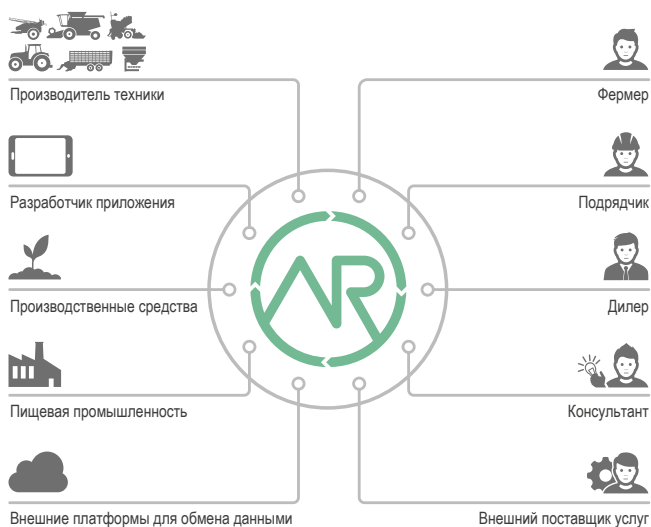 Производитель техники
Фермер
Разработчик приложения
Подрядчик
AR
Производственные средства
Дилер
Пищевая промышленность
Консультант
Внешние платформы для обмена данными
Внешний поставщик услуг